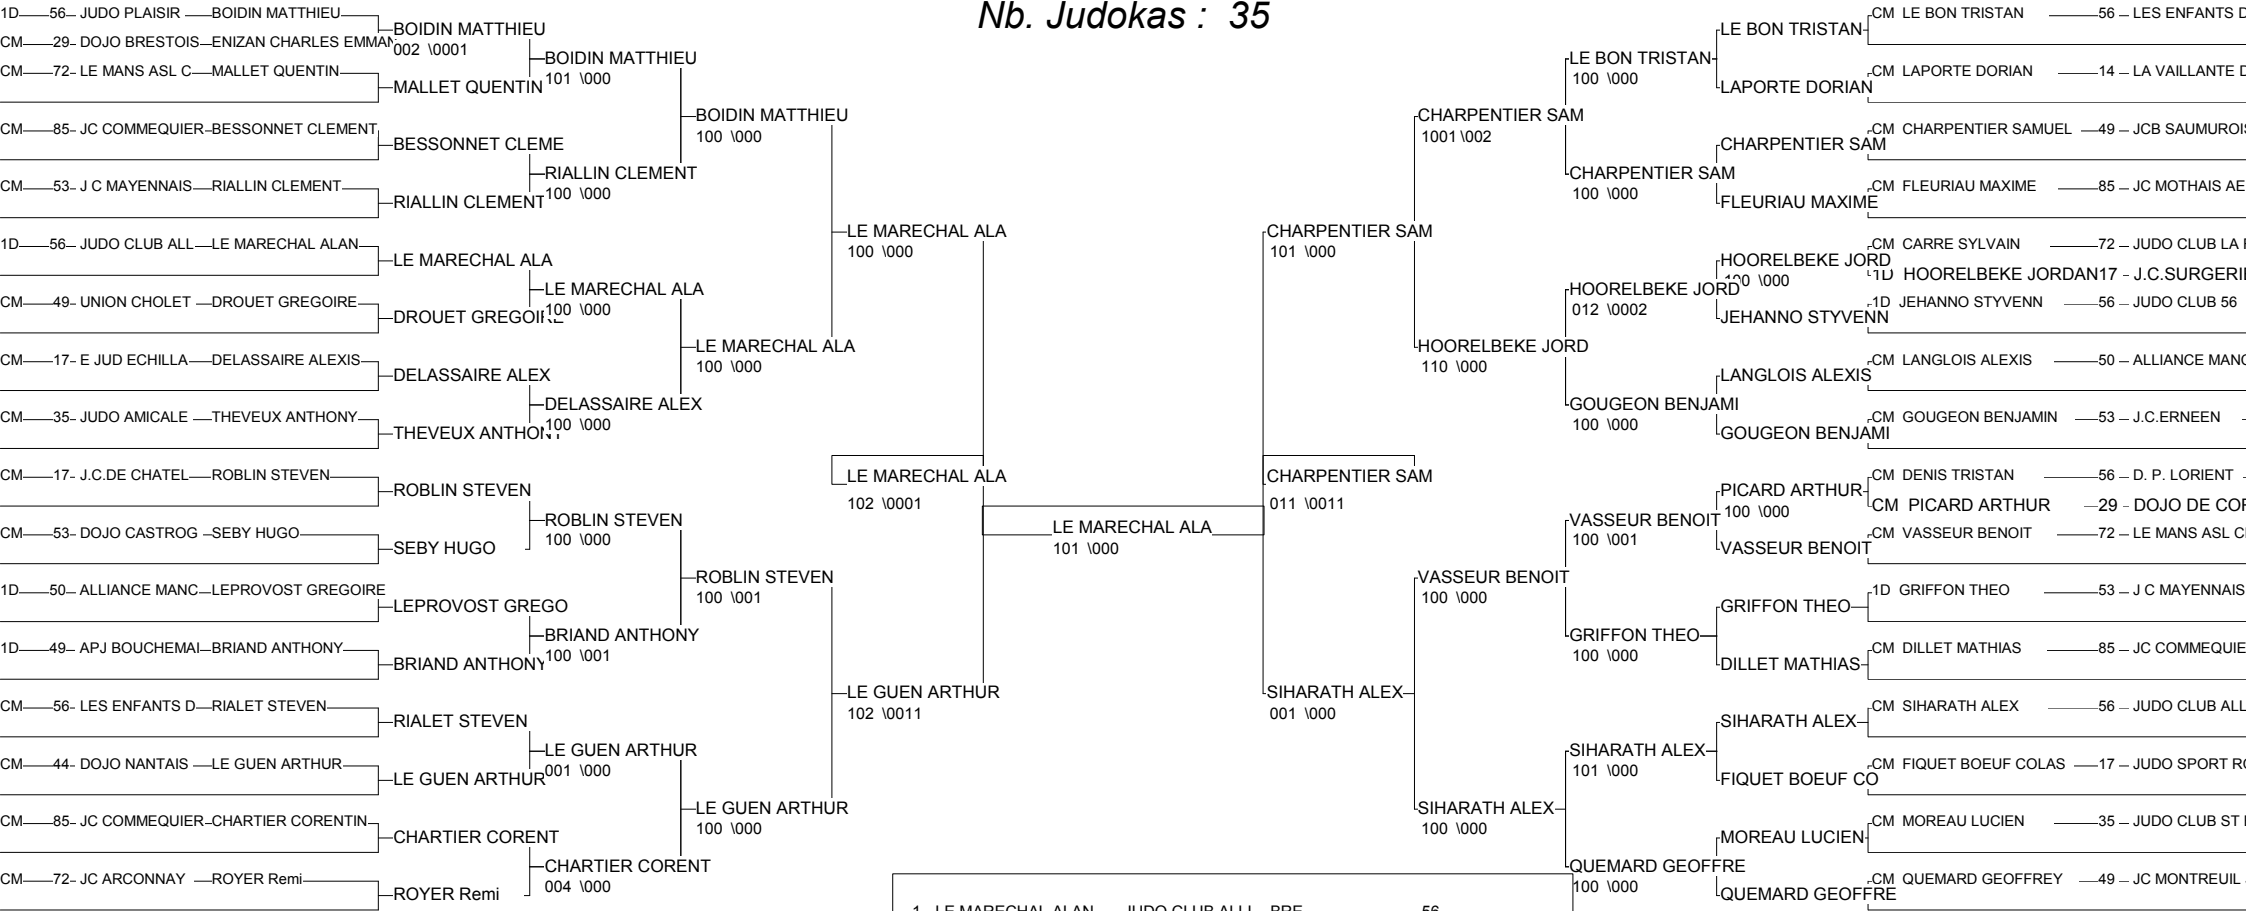 Nb. Judokas : 35
1D 56 JUDO PLAISIR BOIDIN MATTHIEU
CM 29 DOJO BRESTOIS ENIZAN CHARLES EMMAN
CM 72 LE MANS ASL C MALLET QUENTIN
CM 85 JC COMMEQUIER BESSONNET CLEMENT
CM 53 J C MAYENNAIS RIALLIN CLEMENT
1D 56 JUDO CLUB ALL LE MARECHAL ALAN
CM 49 UNION CHOLET DROUET GREGOIRE
CM 17 E JUD ECHILLA DELASSAIRE ALEXIS
CM 35 JUDO AMICALE THEVEUX ANTHONY
CM 17 J.C.DE CHATEL ROBLIN STEVEN
CM 53 DOJO CASTROG SEBY HUGO
1D 50 ALLIANCE MANC LEPROVOST GREGOIRE
1D 49 APJ BOUCHEMAI BRIAND ANTHONY
CM 56 LES ENFANTS D RIALET STEVEN
CM 44 DOJO NANTAIS LE GUEN ARTHUR
CM 85 JC COMMEQUIER CHARTIER CORENTIN
CM 72 JC ARCONNAY ROYER Remi
BOIDIN MATTHIEU
002 \0001
MALLET QUENTIN
BESSONNET CLEME
RIALLIN CLEMENT
LE MARECHAL ALA
DROUET GREGOIRE
DELASSAIRE ALEX
THEVEUX ANTHONY
ROBLIN STEVEN
SEBY HUGO
LEPROVOST GREGO
BRIAND ANTHONY
RIALET STEVEN
LE GUEN ARTHUR
CHARTIER CORENT
ROYER Remi
BOIDIN MATTHIEU
101 \000
RIALLIN CLEMENT
100 \000
LE MARECHAL ALA
100 \000
DELASSAIRE ALEX
100 \000
ROBLIN STEVEN
100 \000
BRIAND ANTHONY
100 \001
LE GUEN ARTHUR
001 \000
CHARTIER CORENT
004 \000
BOIDIN MATTHIEU
100 \000
LE MARECHAL ALA
100 \000
ROBLIN STEVEN
100 \001
LE GUEN ARTHUR
100 \000
LE MARECHAL ALA
100 \000
LE MARECHAL ALA
102 \0001
LE GUEN ARTHUR
102 \0011
LE MARECHAL ALA
101 \000
CHARPENTIER SAM
101 \000
CHARPENTIER SAM
011 \0011
SIHARATH ALEX
001 \000
CHARPENTIER SAM
1001 \002
HOORELBEKE JORD
110 \000
VASSEUR BENOIT
100 \000
SIHARATH ALEX
100 \000
LE BON TRISTAN
100 \000
CHARPENTIER SAM
100 \000
HOORELBEKE JORD
012 \0002
GOUGEON BENJAMI
100 \000
VASSEUR BENOIT
100 \001
GRIFFON THEO
100 \000
SIHARATH ALEX
101 \000
QUEMARD GEOFFRE
100 \000
LE BON TRISTAN
LAPORTE DORIAN
CHARPENTIER SAM
FLEURIAU MAXIME
HOORELBEKE JORD
100 \000
JEHANNO STYVENN
LANGLOIS ALEXIS
GOUGEON BENJAMI
PICARD ARTHUR
100 \000
VASSEUR BENOIT
GRIFFON THEO
DILLET MATHIAS
SIHARATH ALEX
FIQUET BOEUF CO
MOREAU LUCIEN
QUEMARD GEOFFRE
CM LE BON TRISTAN 56 LES ENFANTS D
CM LAPORTE DORIAN 14 LA VAILLANTE
CM CHARPENTIER SAMUEL 49 JCB SAUMUROIS
CM FLEURIAU MAXIME 85 JC MOTHAIS AE
CM CARRE SYLVAIN 72 JUDO CLUB LA
1D HOORELBEKE JORDAN 17 - J.C.SURGERI
1D JEHANNO STYVENN 56 JUDO CLUB 56
CM LANGLOIS ALEXIS 50 ALLIANCE MANC
CM GOUGEON BENJAMIN 53 J.C.ERNEEN
CM DENIS TRISTAN 56 D. P. LORIENT
CM PICARD ARTHUR 29 - DOJO DE COR
CM VASSEUR BENOIT 72 LE MANS ASL C
1D GRIFFON THEO 53 J C MAYENNAIS
CM DILLET MATHIAS 85 JC COMMEQUIE
CM SIHARATH ALEX 56 JUDO CLUB ALL
CM FIQUET BOEUF COLAS 17 JUDO SPORT RO
CM MOREAU LUCIEN 35 JUDO CLUB ST
CM QUEMARD GEOFFREY 49 JC MONTREUIL
1 LE MARECHAL ALAN JUDO CLUB ALLI BRE 56